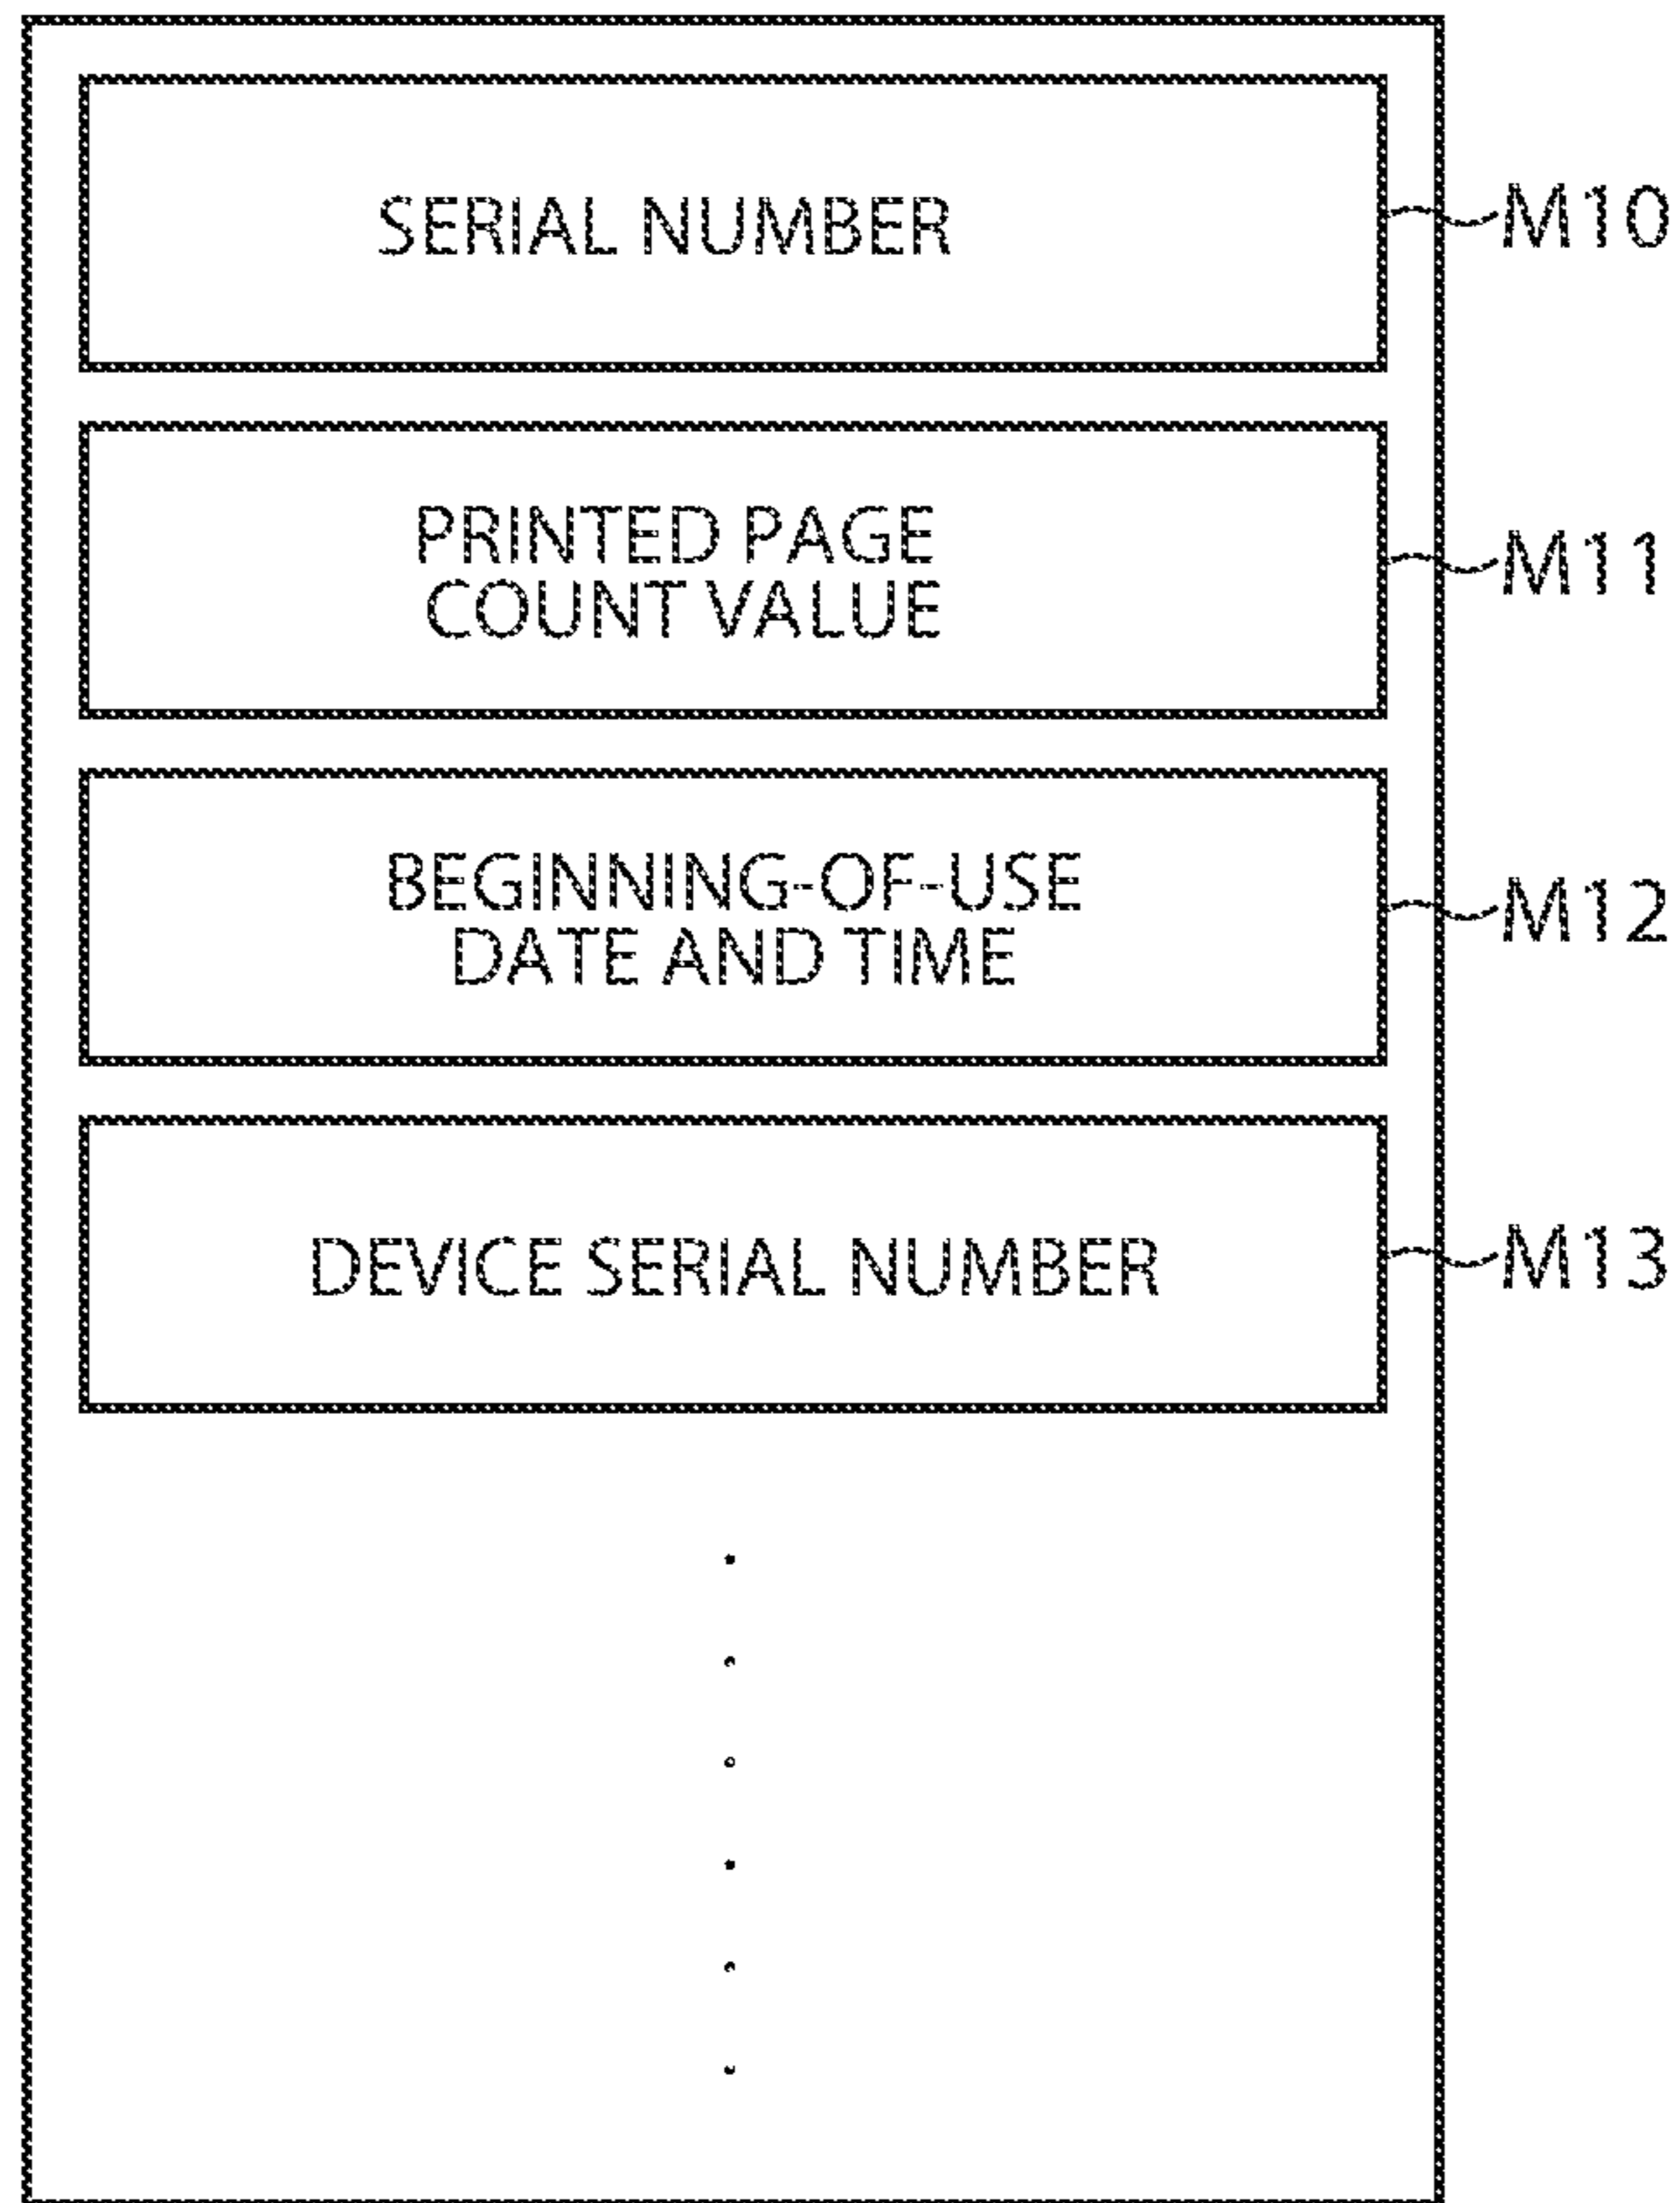 SERIAL NUMBER
M10
PRINTED PAGE
COUNT VALUE
M11
BEGINNING-OF-USE
DATE AND TIME
M12
DEVICE SERIAL NUMBER
M13